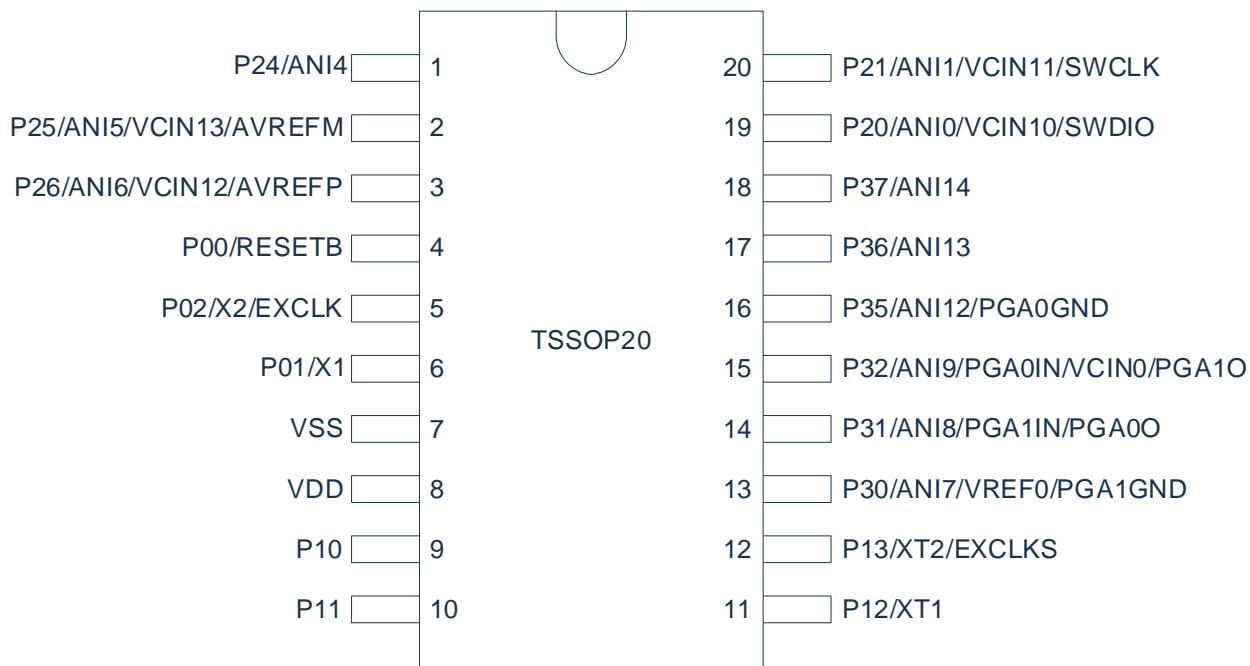 P24/ANI4 1 20 P21/ANI1/VCIN11/SWCLK
P25/ANI5/VCIN13/AVREFM 2 19 P20/ANI0/VCIN10/SWDIO
P26/ANI6/VCIN12/AVREFP 3 18 P37/ANI14
P00/RESETB 4 17 P36/ANI13
P02/X2/EXCLK 5 16 P35/ANI12/PGA0GND
TSSOP20
P01/X1 6 15 P32/ANI9/PGA0IN/VCIN0/PGA1O
VSS 7 14 P31/ANI8/PGA1IN/PGA0O
VDD 8 13 P30/ANI7/VREF0/PGA1GND
P10 9 12 P13/XT2/EXCLKS
P11 10 11 P12/XT1